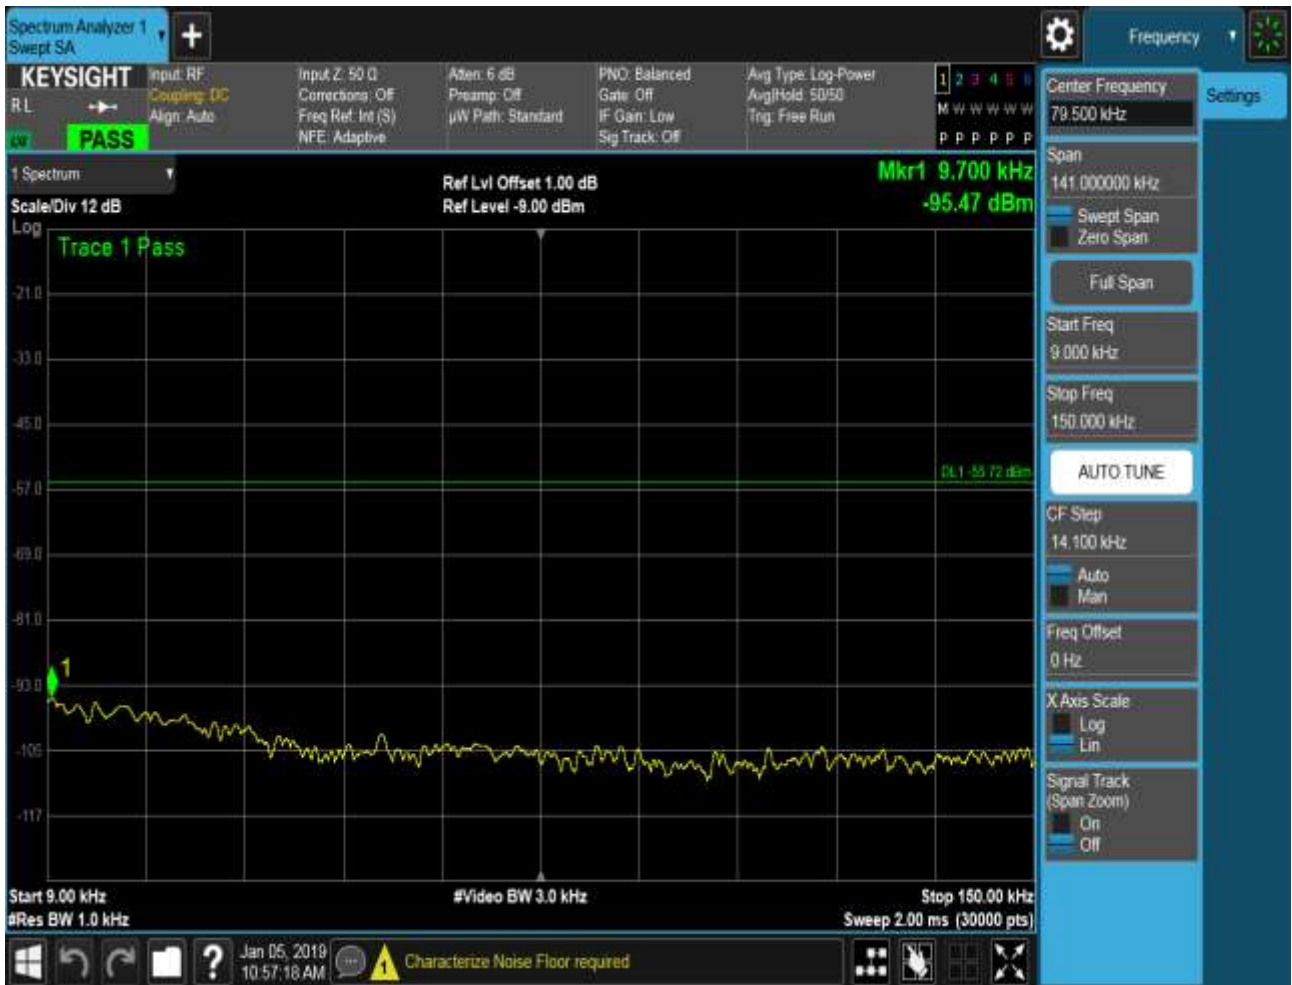 Spectrum Analyzer 1
Swept SA
+
Frequency
KEYSIGHT
RL
PASS
Input: RF
Coupling: DC
Align: Auto
Input Z: 50 Ω
Corrections: Off
Freq Ref: Int (S)
NFE: Adaptive
Atten: 6 dB
Preamp: Off
µW Path: Standard
PNO: Balanced
Gate: Off
IF Gain: Low
Sig Track: Off
Avg Type: Log-Power
Avg|Hold: 50/50
Trig: Free Run
1 2 3 4 5 6
M W W W W W
P P P P P P
1 Spectrum
Scale/Div 12 dB
Log
Ref Lvl Offset 1.00 dB
Ref Level -9.00 dBm
Mkr1 9.700 kHz
-95.47 dBm
Trace 1 Pass
-21.0
-33.0
-45.0
DL1 -55.72 dBm
-57.0
-69.0
-81.0
1
-93.0
-105
-117
Start 9.00 kHz
#Res BW 1.0 kHz
#Video BW 3.0 kHz
Stop 150.00 kHz
Sweep 2.00 ms (30000 pts)
Center Frequency
79.500 kHz
Settings
Span
141.000000 kHz
Swept Span
Zero Span
Full Span
Start Freq
9.000 kHz
Stop Freq
150.000 kHz
AUTO TUNE
CF Step
14.100 kHz
Auto
Man
Freq Offset
0 Hz
X Axis Scale
Log
Lin
Signal Track
(Span Zoom)
On
Off
?
Jan 05, 2019
10:57:18 AM
1
Characterize Noise Floor required